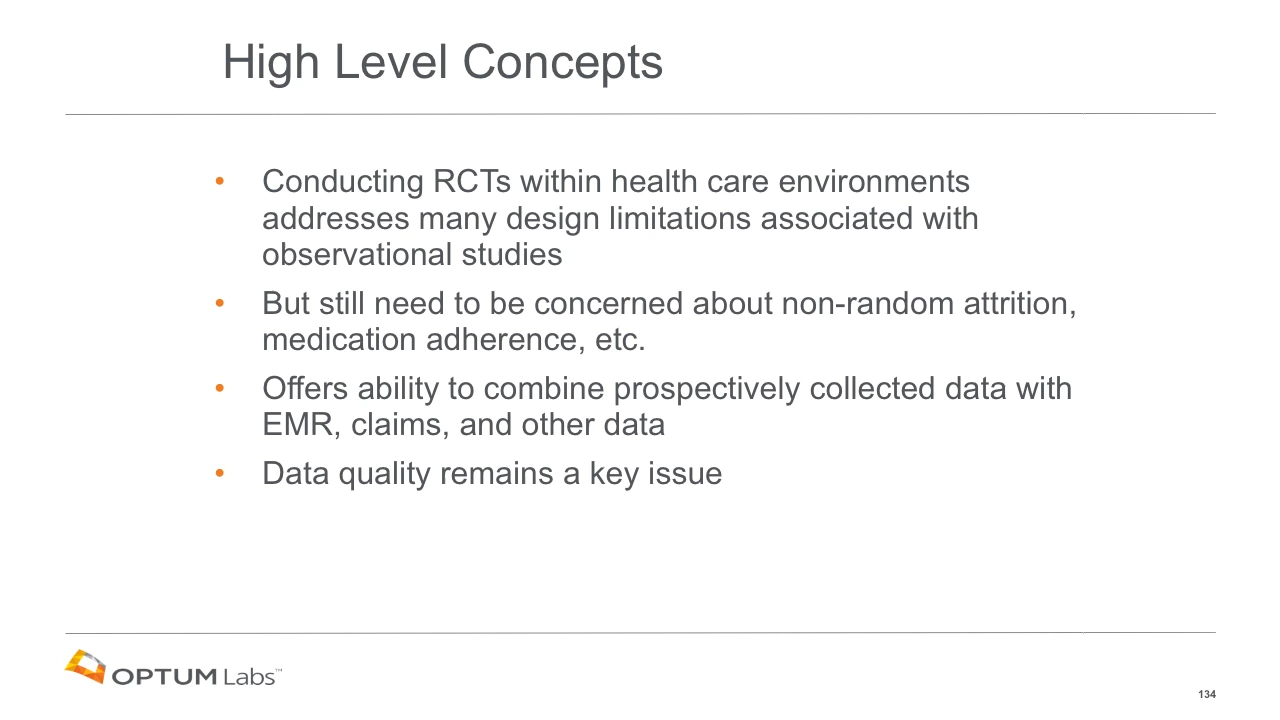 High Level Concepts
• Conducting RCTs within health care environments
addresses many design limitations associated with
observational studies
• But still need to be concerned about non-random attrition,
medication adherence, etc.
• Offers ability to combine prospectively collected data with
EMR, claims, and other data
• Data quality remains a key issue
OPTUM Labs™
134